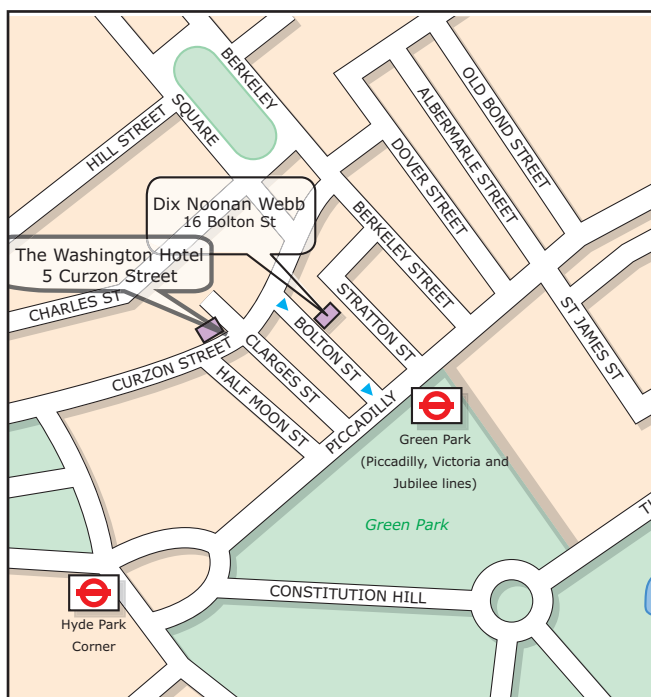 BERKELEY
SQUARE
HILL STREET
OLD BOND STREET
ALBERMARLE STREET
DOVER STREET
Dix Noonan Webb
16 Bolton St
BERKELEY STREET
The Washington Hotel
5 Curzon Street
CHARLES ST
STRATTON ST
ST JAMES ST
BOLTON ST
CLARGES ST
CURZON STREET
HALF MOON ST
PICCADILLY
Green Park
(Piccadilly, Victoria and
Jubilee lines)
Green Park
TH
CONSTITUTION HILL
Hyde Park
Corner